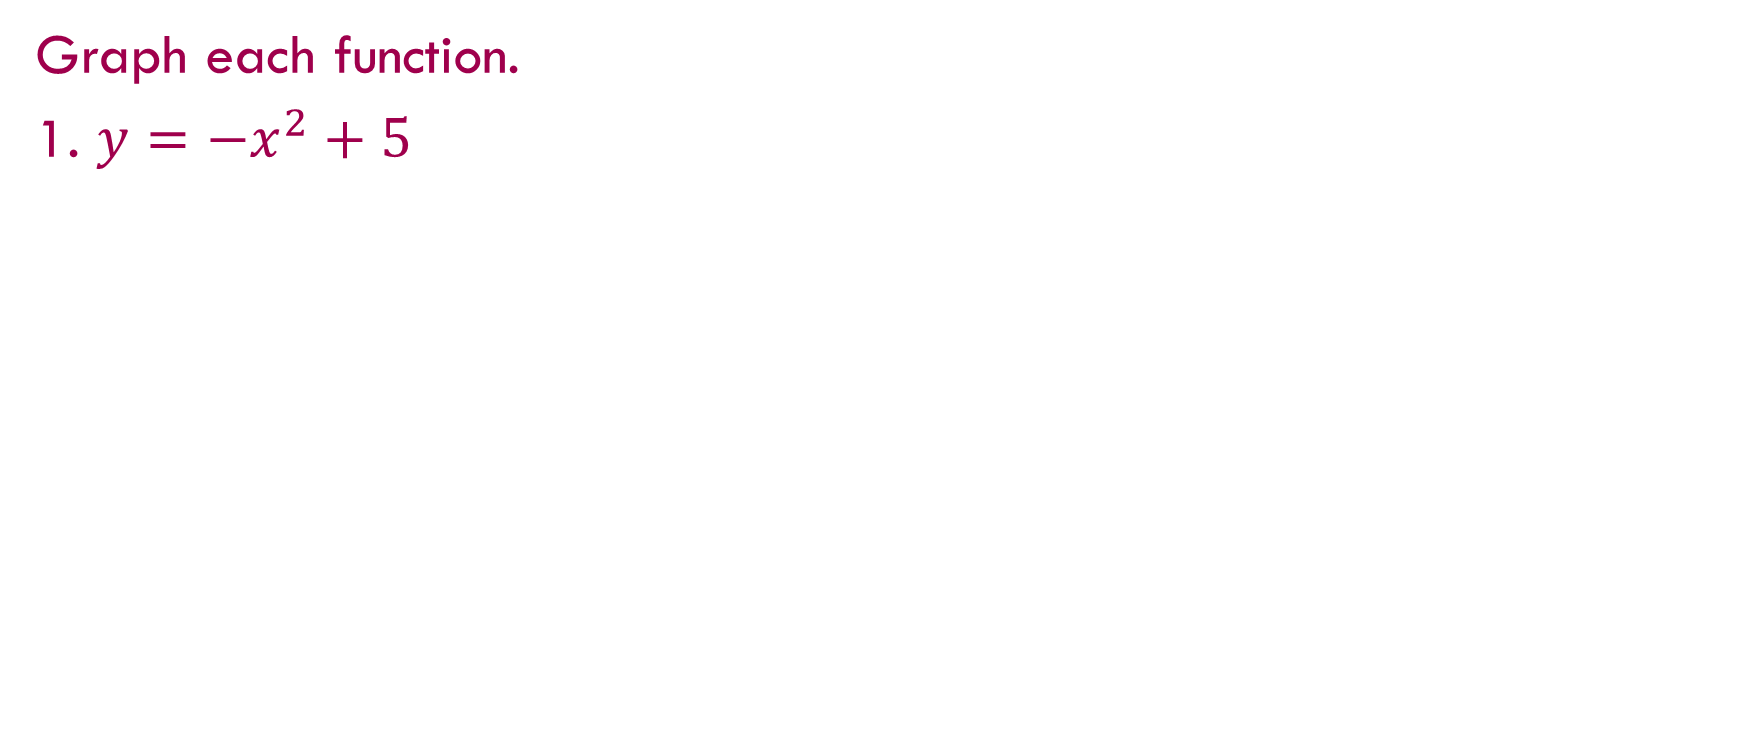 Graph each function.
1. y = −x² + 5